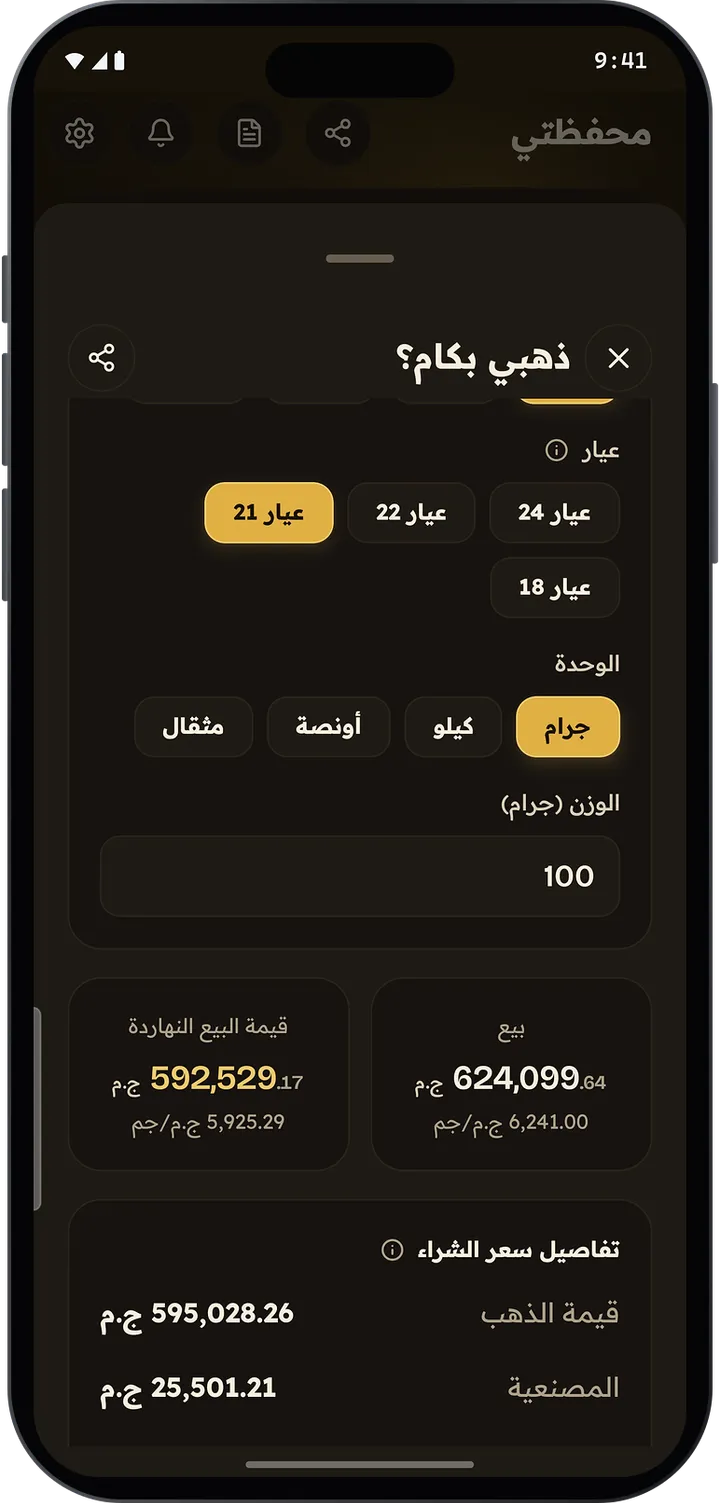 9:41
محفظتي
ذهبي بكام؟
عيار
عيار 24 عيار 22 عيار 21
عيار 18
الوحدة
جرام كيلو أونصة مثقال
الوزن (جرام)
100
بيع
624,099.64 ج.م
6,241.00 ج.م/جم
قيمة البيع النهاردة
592,529.17 ج.م
5,925.29 ج.م/جم
تفاصيل سعر الشراء
قيمة الذهب 595,028.26 ج.م
المصنعية 25,501.21 ج.م